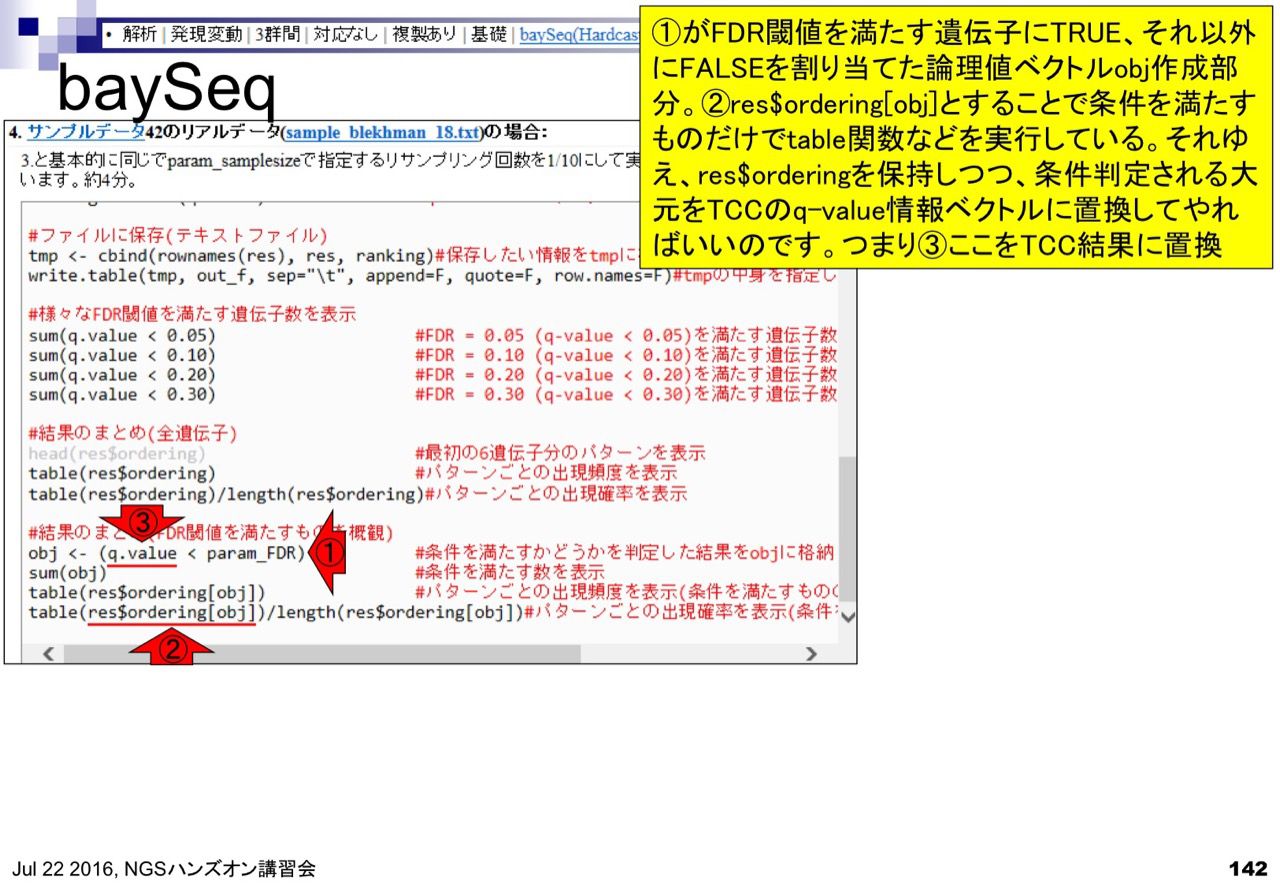 • 解析 | 発現変動 | 3群間 | 対応なし | 複製あり | 基礎 | baySeq(Hardcas
baySeq
①がFDR閾値を満たす遺伝子にTRUE、それ以外
にFALSEを割り当てた論理値ベクトルobj作成部
分。②res$ordering[obj]とすることで条件を満たす
ものだけでtable関数などを実行している。それゆ
え、res$orderingを保持しつつ、条件判定される大
元をTCCのq-value情報ベクトルに置換してやれ
ばいいのです。つまり③ここをTCC結果に置換
4. サンプルデータ42のリアルデータ(sample_blekhman_18.txt)の場合:
3.と基本的に同じでparam_samplesizeで指定するリサンプリング回数を1/10にして実
います。約4分。
#ファイルに保存(テキストファイル)
tmp <- cbind(rownames(res), res, ranking)#保存したい情報をtmpに
write.table(tmp, out_f, sep="\t", append=F, quote=F, row.names=F)#tmpの中身を指定し
#様々なFDR閾値を満たす遺伝子数を表示
sum(q.value < 0.05) #FDR = 0.05 (q-value < 0.05)を満たす遺伝子数
sum(q.value < 0.10) #FDR = 0.10 (q-value < 0.10)を満たす遺伝子数
sum(q.value < 0.20) #FDR = 0.20 (q-value < 0.20)を満たす遺伝子数
sum(q.value < 0.30) #FDR = 0.30 (q-value < 0.30)を満たす遺伝子数
#結果のまとめ(全遺伝子)
head(res$ordering) #最初の6遺伝子分のパターンを表示
table(res$ordering) #パターンごとの出現頻度を表示
table(res$ordering)/length(res$ordering)#パターンごとの出現確率を表示
③
#結果のまと FDR閾値を満たすもの を概観)
obj <- (q.value < param_FDR) ① #条件を満たすかどうかを判定した結果をobjに格納
sum(obj) #条件を満たす数を表示
table(res$ordering[obj]) #パターンごとの出現頻度を表示(条件を満たすもの
table(res$ordering[obj])/length(res$ordering[obj])#パターンごとの出現確率を表示(条件
②
Jul 22 2016, NGSハンズオン講習会
142